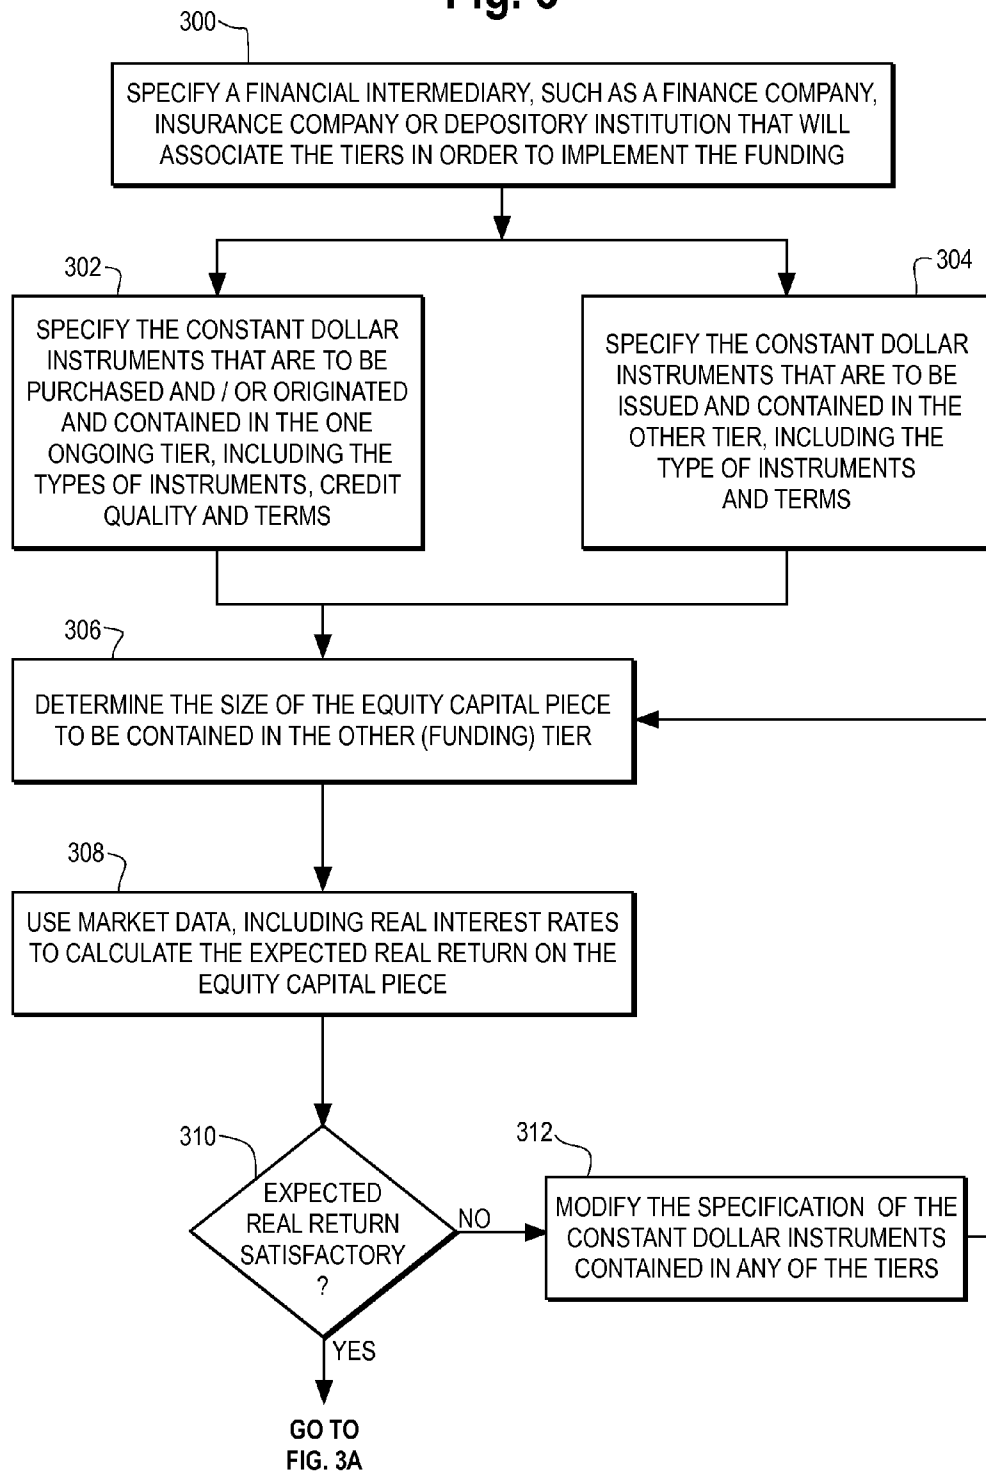 300
SPECIFY A FINANCIAL INTERMEDIARY, SUCH AS A FINANCE COMPANY,
INSURANCE COMPANY OR DEPOSITORY INSTITUTION THAT WILL
ASSOCIATE THE TIERS IN ORDER TO IMPLEMENT THE FUNDING
302
SPECIFY THE CONSTANT DOLLAR
INSTRUMENTS THAT ARE TO BE
PURCHASED AND / OR ORIGINATED
AND CONTAINED IN THE ONE
ONGOING TIER, INCLUDING THE
TYPES OF INSTRUMENTS, CREDIT
QUALITY AND TERMS
304
SPECIFY THE CONSTANT DOLLAR
INSTRUMENTS THAT ARE TO BE
ISSUED AND CONTAINED IN THE
OTHER TIER, INCLUDING THE
TYPE OF INSTRUMENTS
AND TERMS
306
DETERMINE THE SIZE OF THE EQUITY CAPITAL PIECE
TO BE CONTAINED IN THE OTHER (FUNDING) TIER
308
USE MARKET DATA, INCLUDING REAL INTEREST RATES
TO CALCULATE THE EXPECTED REAL RETURN ON THE
EQUITY CAPITAL PIECE
310
EXPECTED
REAL RETURN
SATISFACTORY
?
NO
312
MODIFY THE SPECIFICATION OF THE
CONSTANT DOLLAR INSTRUMENTS
CONTAINED IN ANY OF THE TIERS
YES
GO TO
FIG. 3A